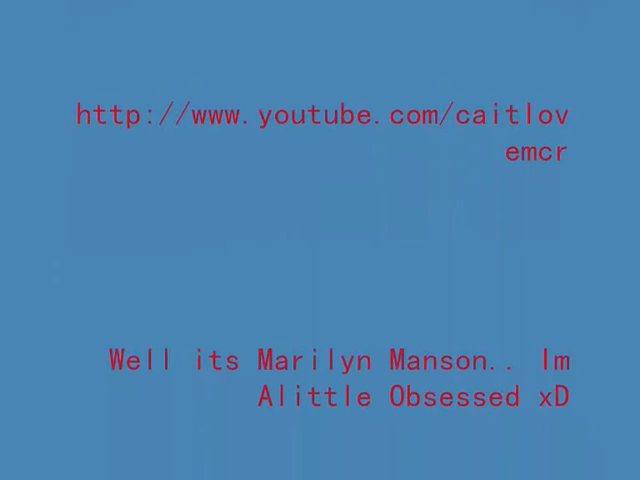 http://www.youtube.com/caitlov
emcr
Well its Marilyn Manson.. Im
Alittle Obsessed xD